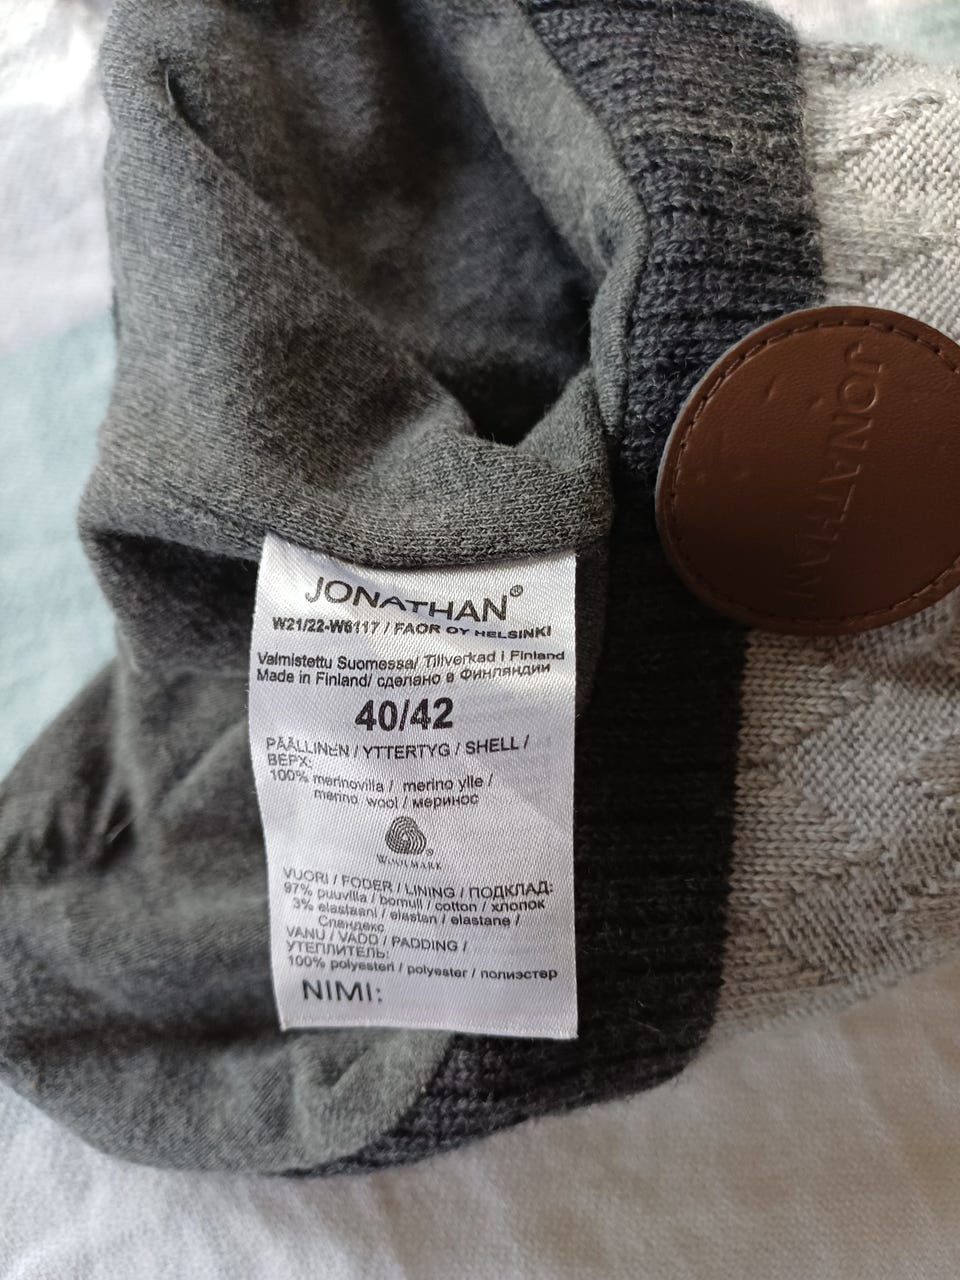 JONATHAN®
W21/22-W6117 / FAOR OY HELSINKI
Valmistettu Suomessa/ Tillverkad i Finland
Made in Finland/ сделано в Финляндии
40/42
PÄÄLLINEN / YTTERTYG / SHELL /
ВЕРХ:
100% merinovilla / merino ylle /
merino wool / меринос
WOOLMARK
VUORI / FODER / LINING / ПОДКЛАД:
97% puuvilla / bomull / cotton / хлопок
3% elastaani / elastan / elastane /
Спандекс
VANU / VADD / PADDING /
УТЕПЛИТЕЛЬ:
100% polyesteri / polyester / полиэстер
NIMI:
JONATHAN